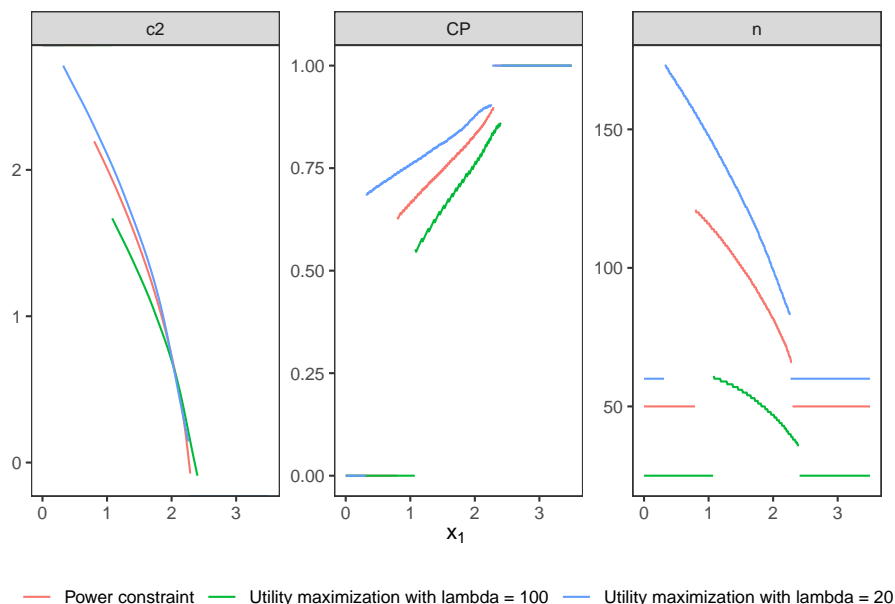 c2 CP n
2
1
0
1.00
0.75
0.50
0.25
0.00
150
100
50
0 1 2 3 0 1 2 3 0 1 2 3
x1
Power constraint Utility maximization with lambda = 100 Utility maximization with lambda = 20